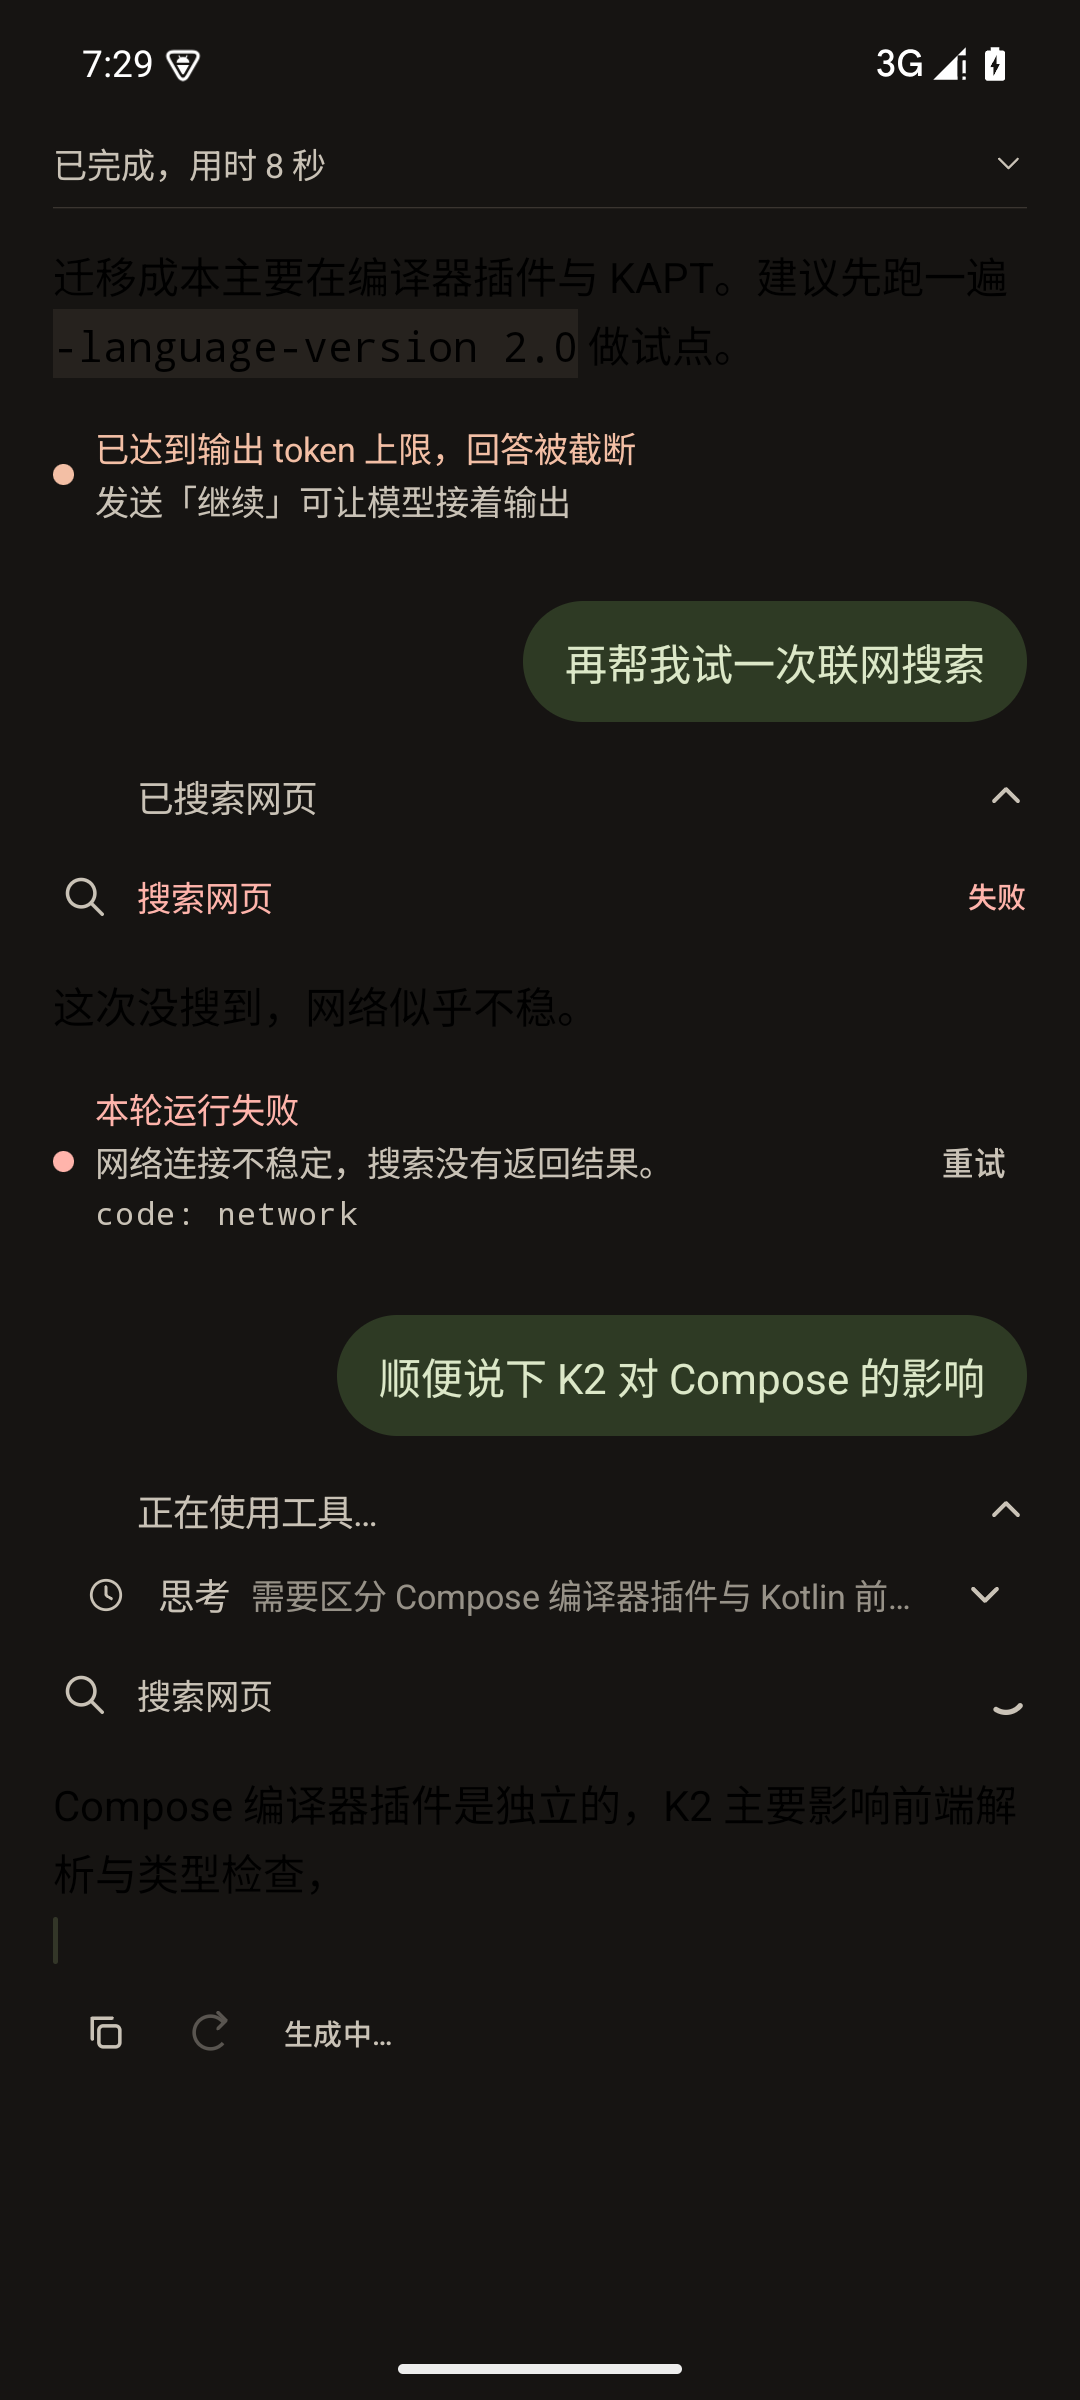 7:29
3G
已完成，用时 8 秒
迁移成本主要在编译器插件与 KAPT。建议先跑一遍
-language-version 2.0 做试点。
已达到输出 token 上限，回答被截断
发送「继续」可让模型接着输出
再帮我试一次联网搜索
已搜索网页
搜索网页 失败
这次没搜到，网络似乎不稳。
本轮运行失败
网络连接不稳定，搜索没有返回结果。 重试
code: network
顺便说下 K2 对 Compose 的影响
正在使用工具…
思考 需要区分 Compose 编译器插件与 Kotlin 前…
搜索网页
Compose 编译器插件是独立的，K2 主要影响前端解
析与类型检查，
生成中…